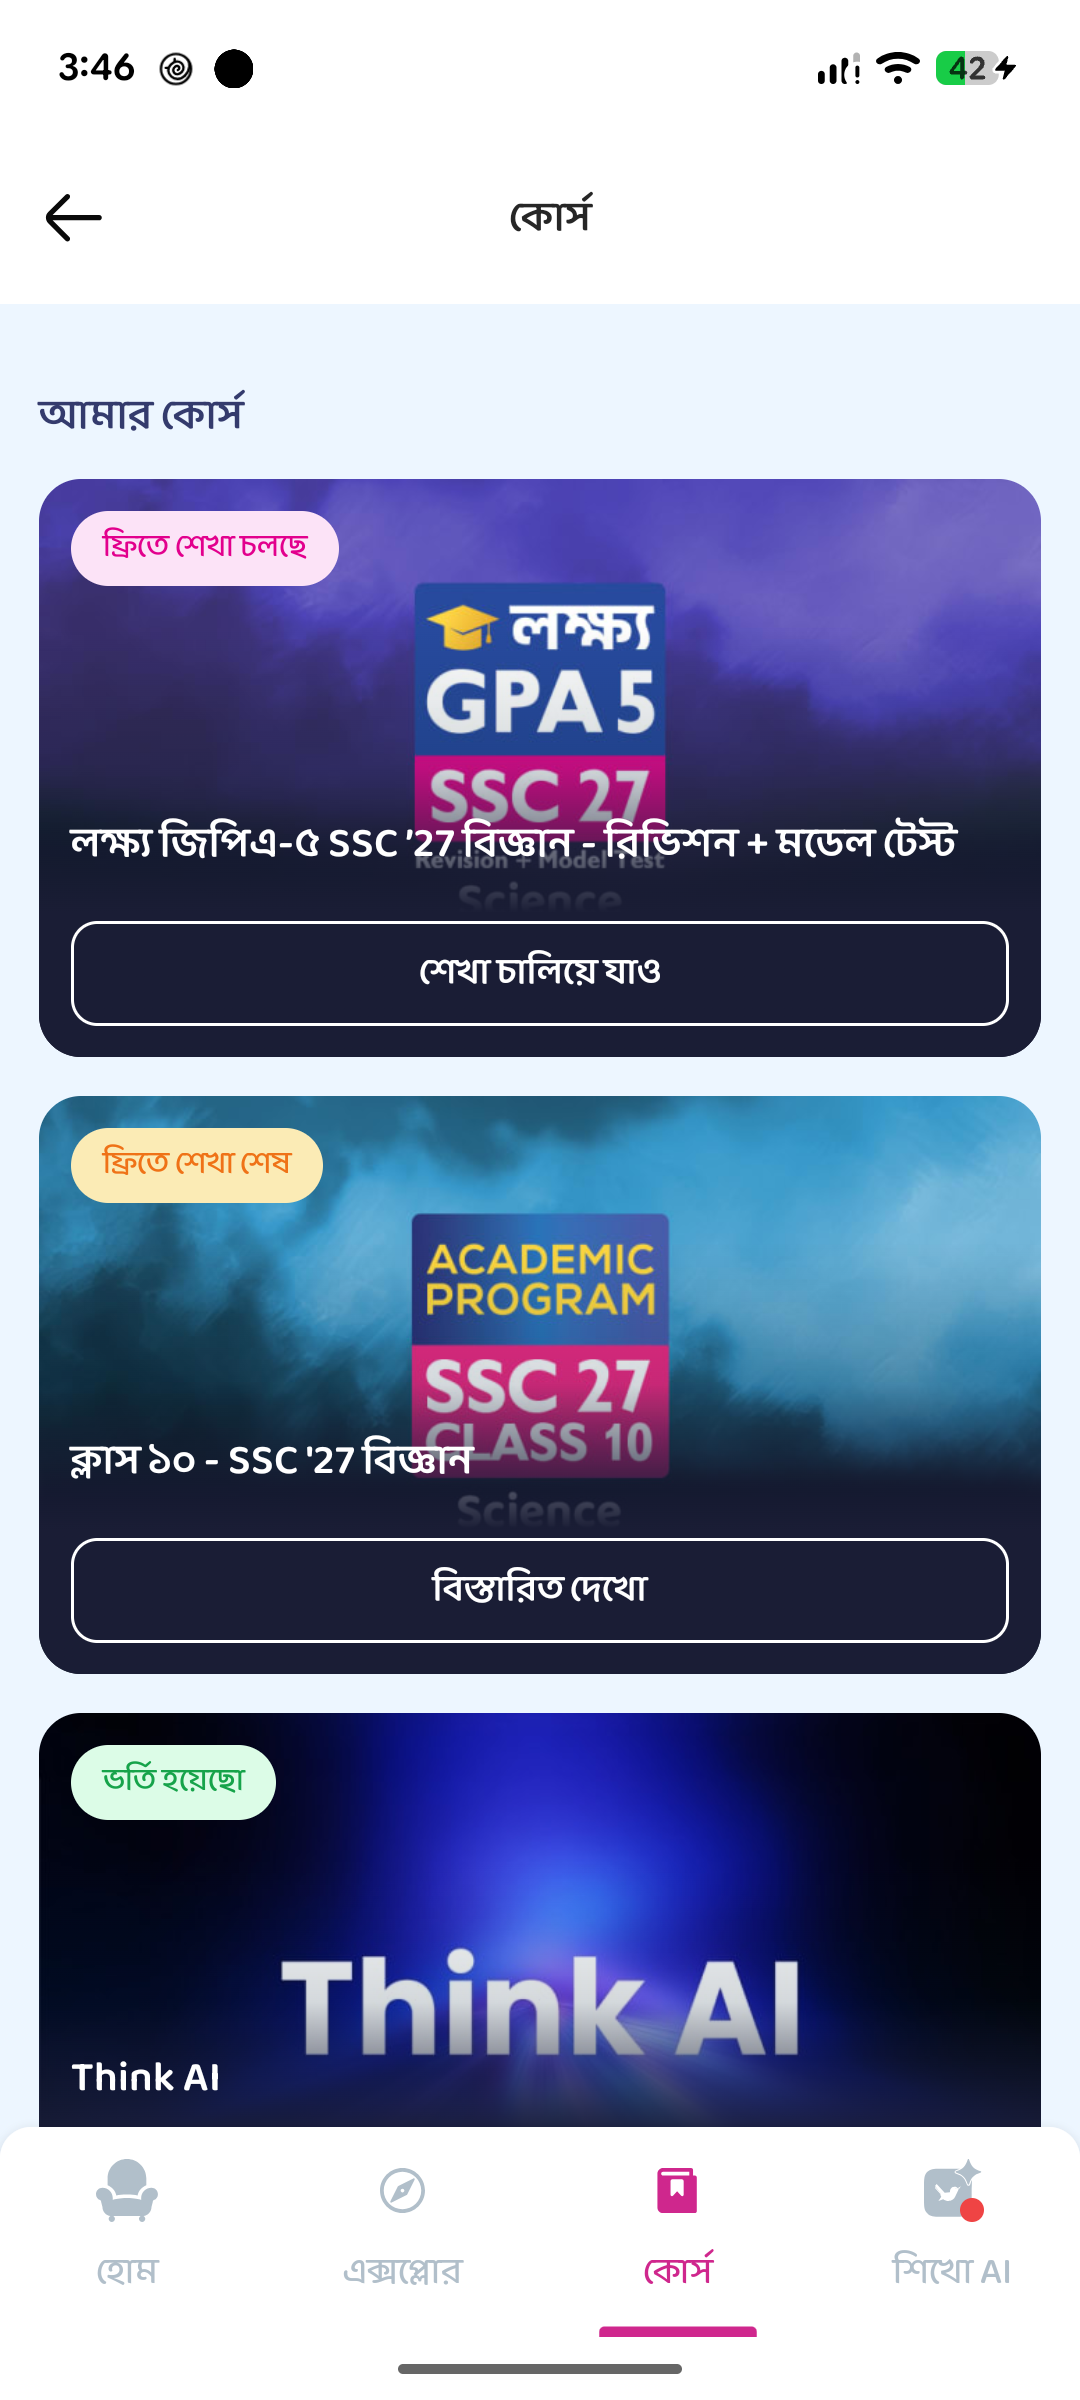 3:46
42
কোর্স
আমার কোর্স
ফ্রিতে শেখা চলছে
লক্ষ্য
GPA 5
SSC 27
Revision + Model Test
Science
লক্ষ্য জিপিএ-৫ SSC ’27 বিজ্ঞান - রিভিশন + মডেল টেস্ট
শেখা চালিয়ে যাও
ফ্রিতে শেখা শেষ
ACADEMIC
PROGRAM
SSC 27
CLASS 10
Science
ক্লাস ১০ - SSC '27 বিজ্ঞান
বিস্তারিত দেখো
ভর্তি হয়েছো
Think AI
Think AI
হোম
এক্সপ্লোর
কোর্স
শিখো AI